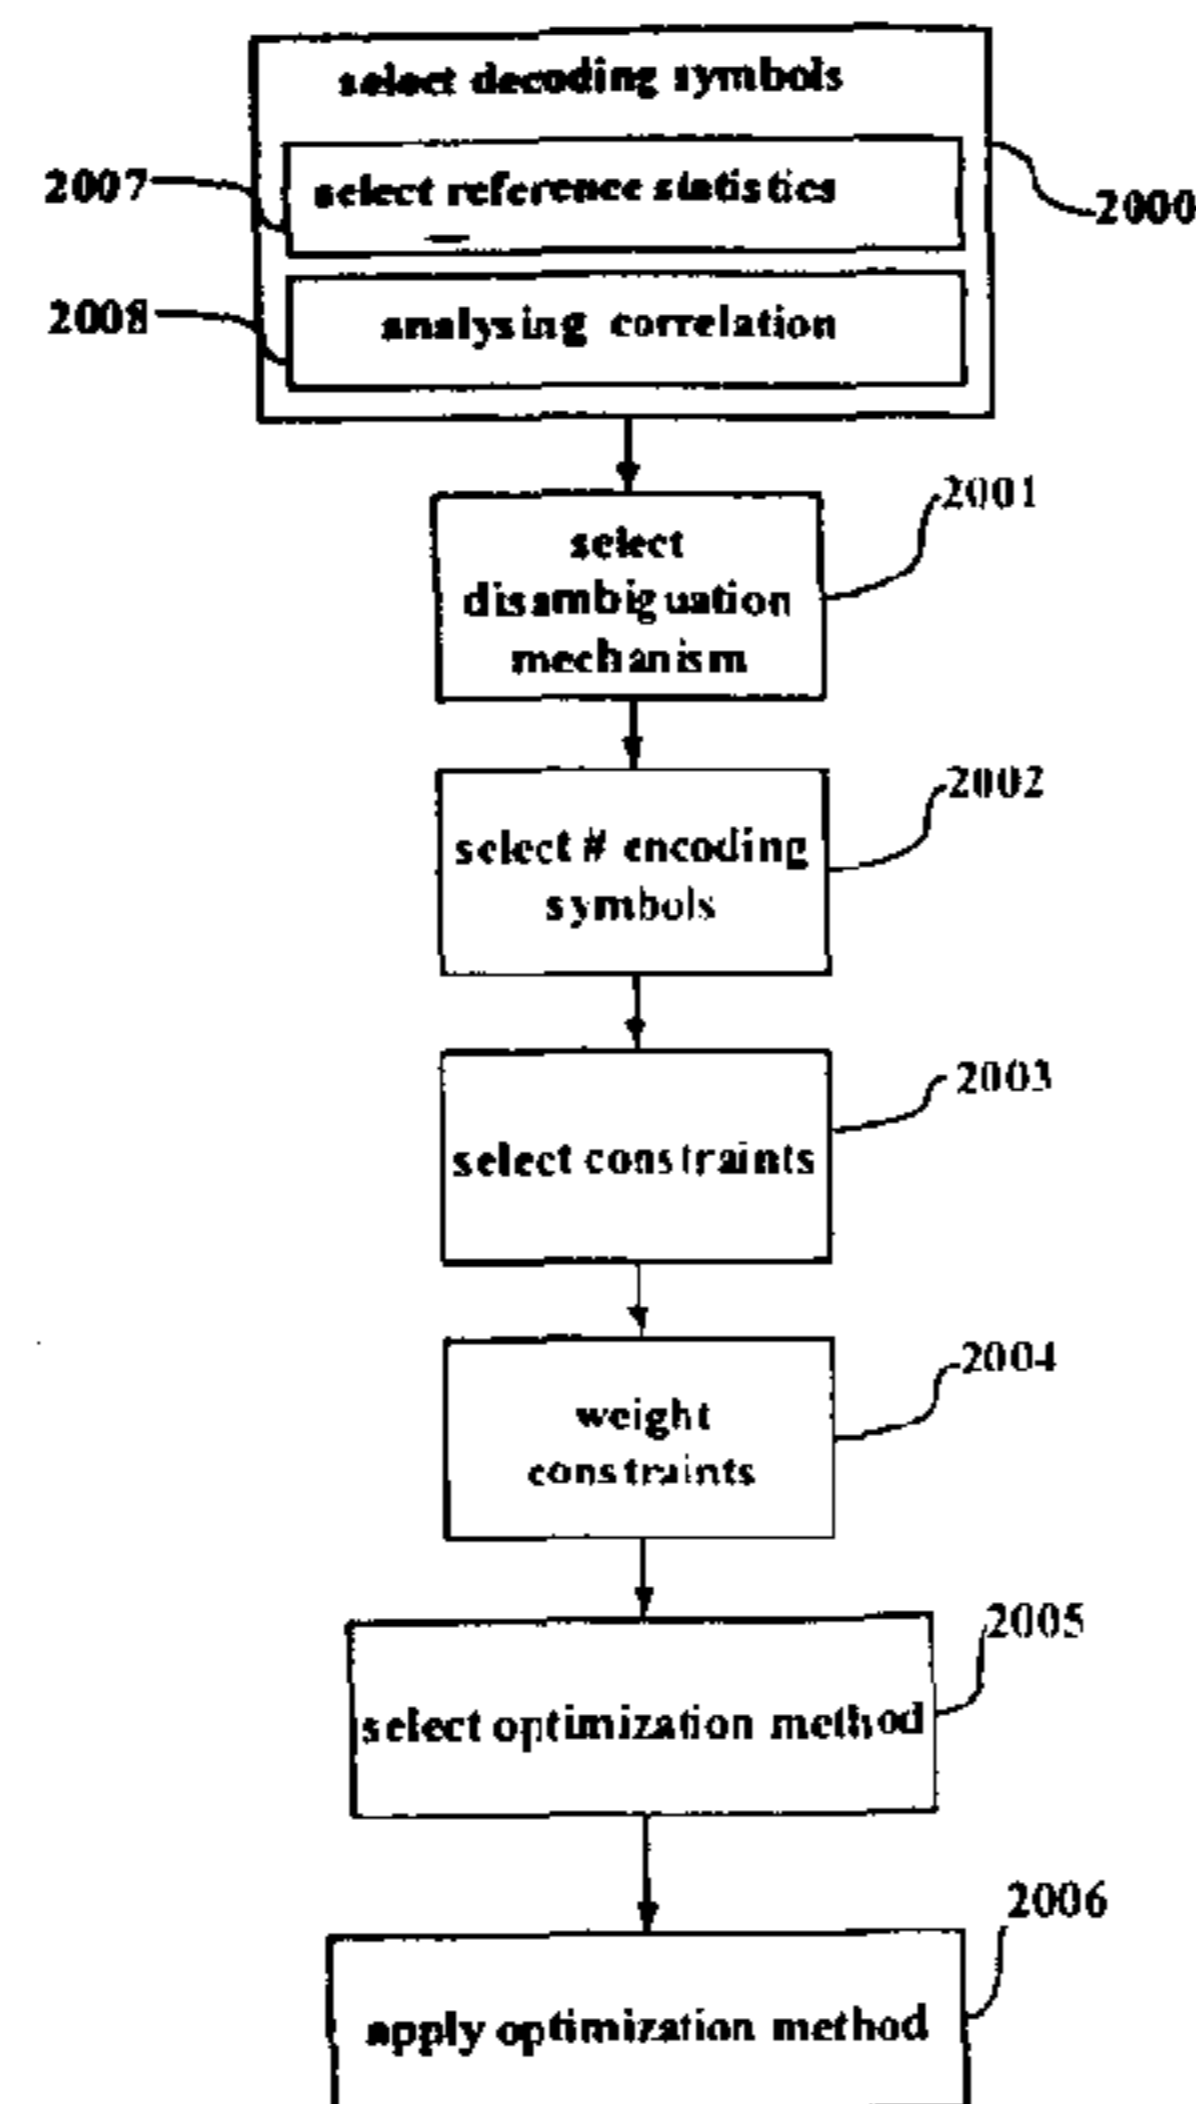 select decoding symbols
2007
select reference statistics
2000
2008
analysing correlation
2001
select
disambiguation
mechanism
2002
select # encoding
symbols
2003
select constraints
2004
weight
constraints
2005
select optimization method
2006
apply optimization method